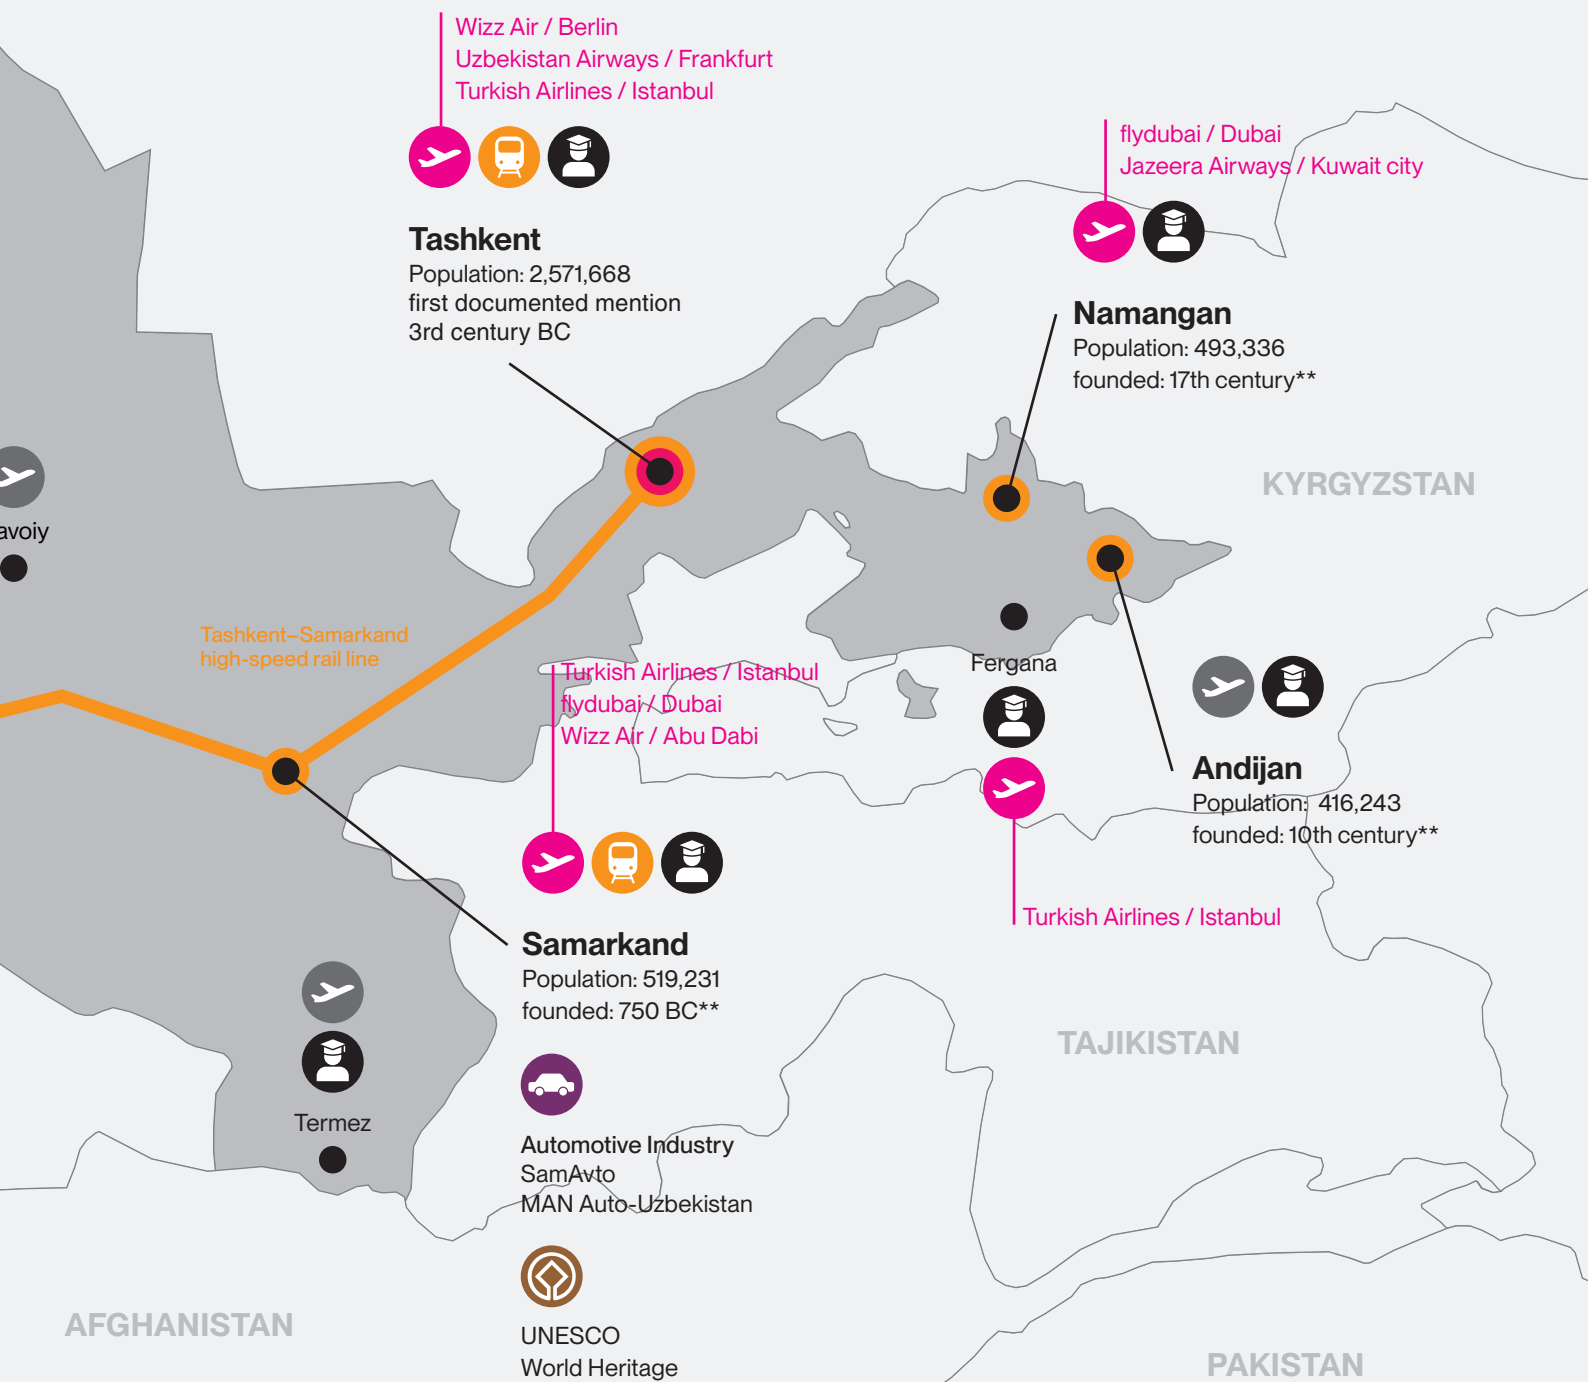 Wizz Air / Berlin
Uzbekistan Airways / Frankfurt
Turkish Airlines / Istanbul
Tashkent
Population: 2,571,668
first documented mention
3rd century BC
flydubai / Dubai
Jazeera Airways / Kuwait city
Namangan
Population: 493,336
founded: 17th century**
KYRGYZSTAN
avoiy
Tashkent–Samarkand
high-speed rail line
Turkish Airlines / Istanbul
flydubai / Dubai
Wizz Air / Abu Dabi
Fergana
Turkish Airlines / Istanbul
Andijan
Population: 416,243
founded: 10th century**
Samarkand
Population: 519,231
founded: 750 BC**
Automotive Industry
SamAvto
MAN Auto-Uzbekistan
UNESCO
World Heritage
Termez
TAJIKISTAN
AFGHANISTAN
PAKISTAN